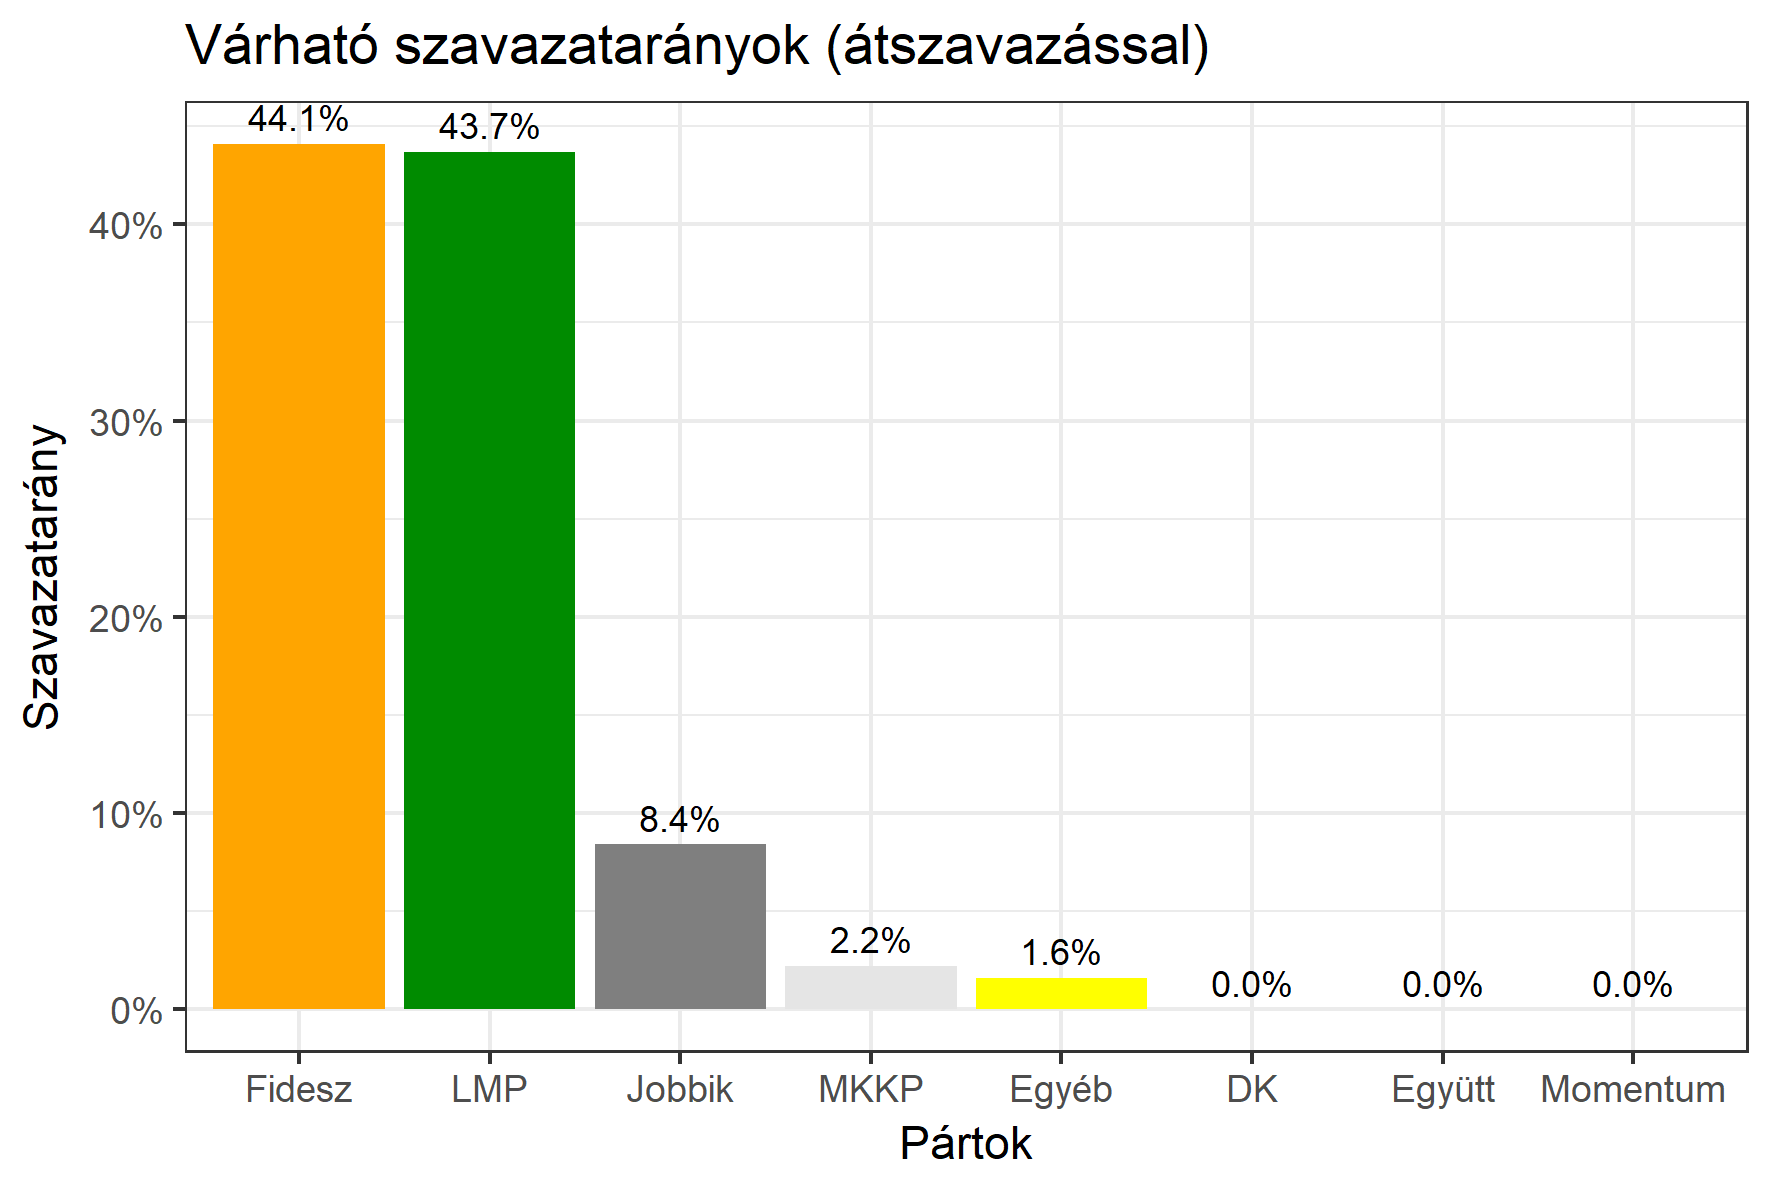 Várható szavazatarányok (átszavazással)
44.1%
43.7%
8.4%
2.2%
1.6%
0.0%
0.0%
0.0%
40%
30%
20%
10%
0%
Szavazatarány
Fidesz
LMP
Jobbik
MKKP
Egyéb
DK
Együtt
Momentum
Pártok